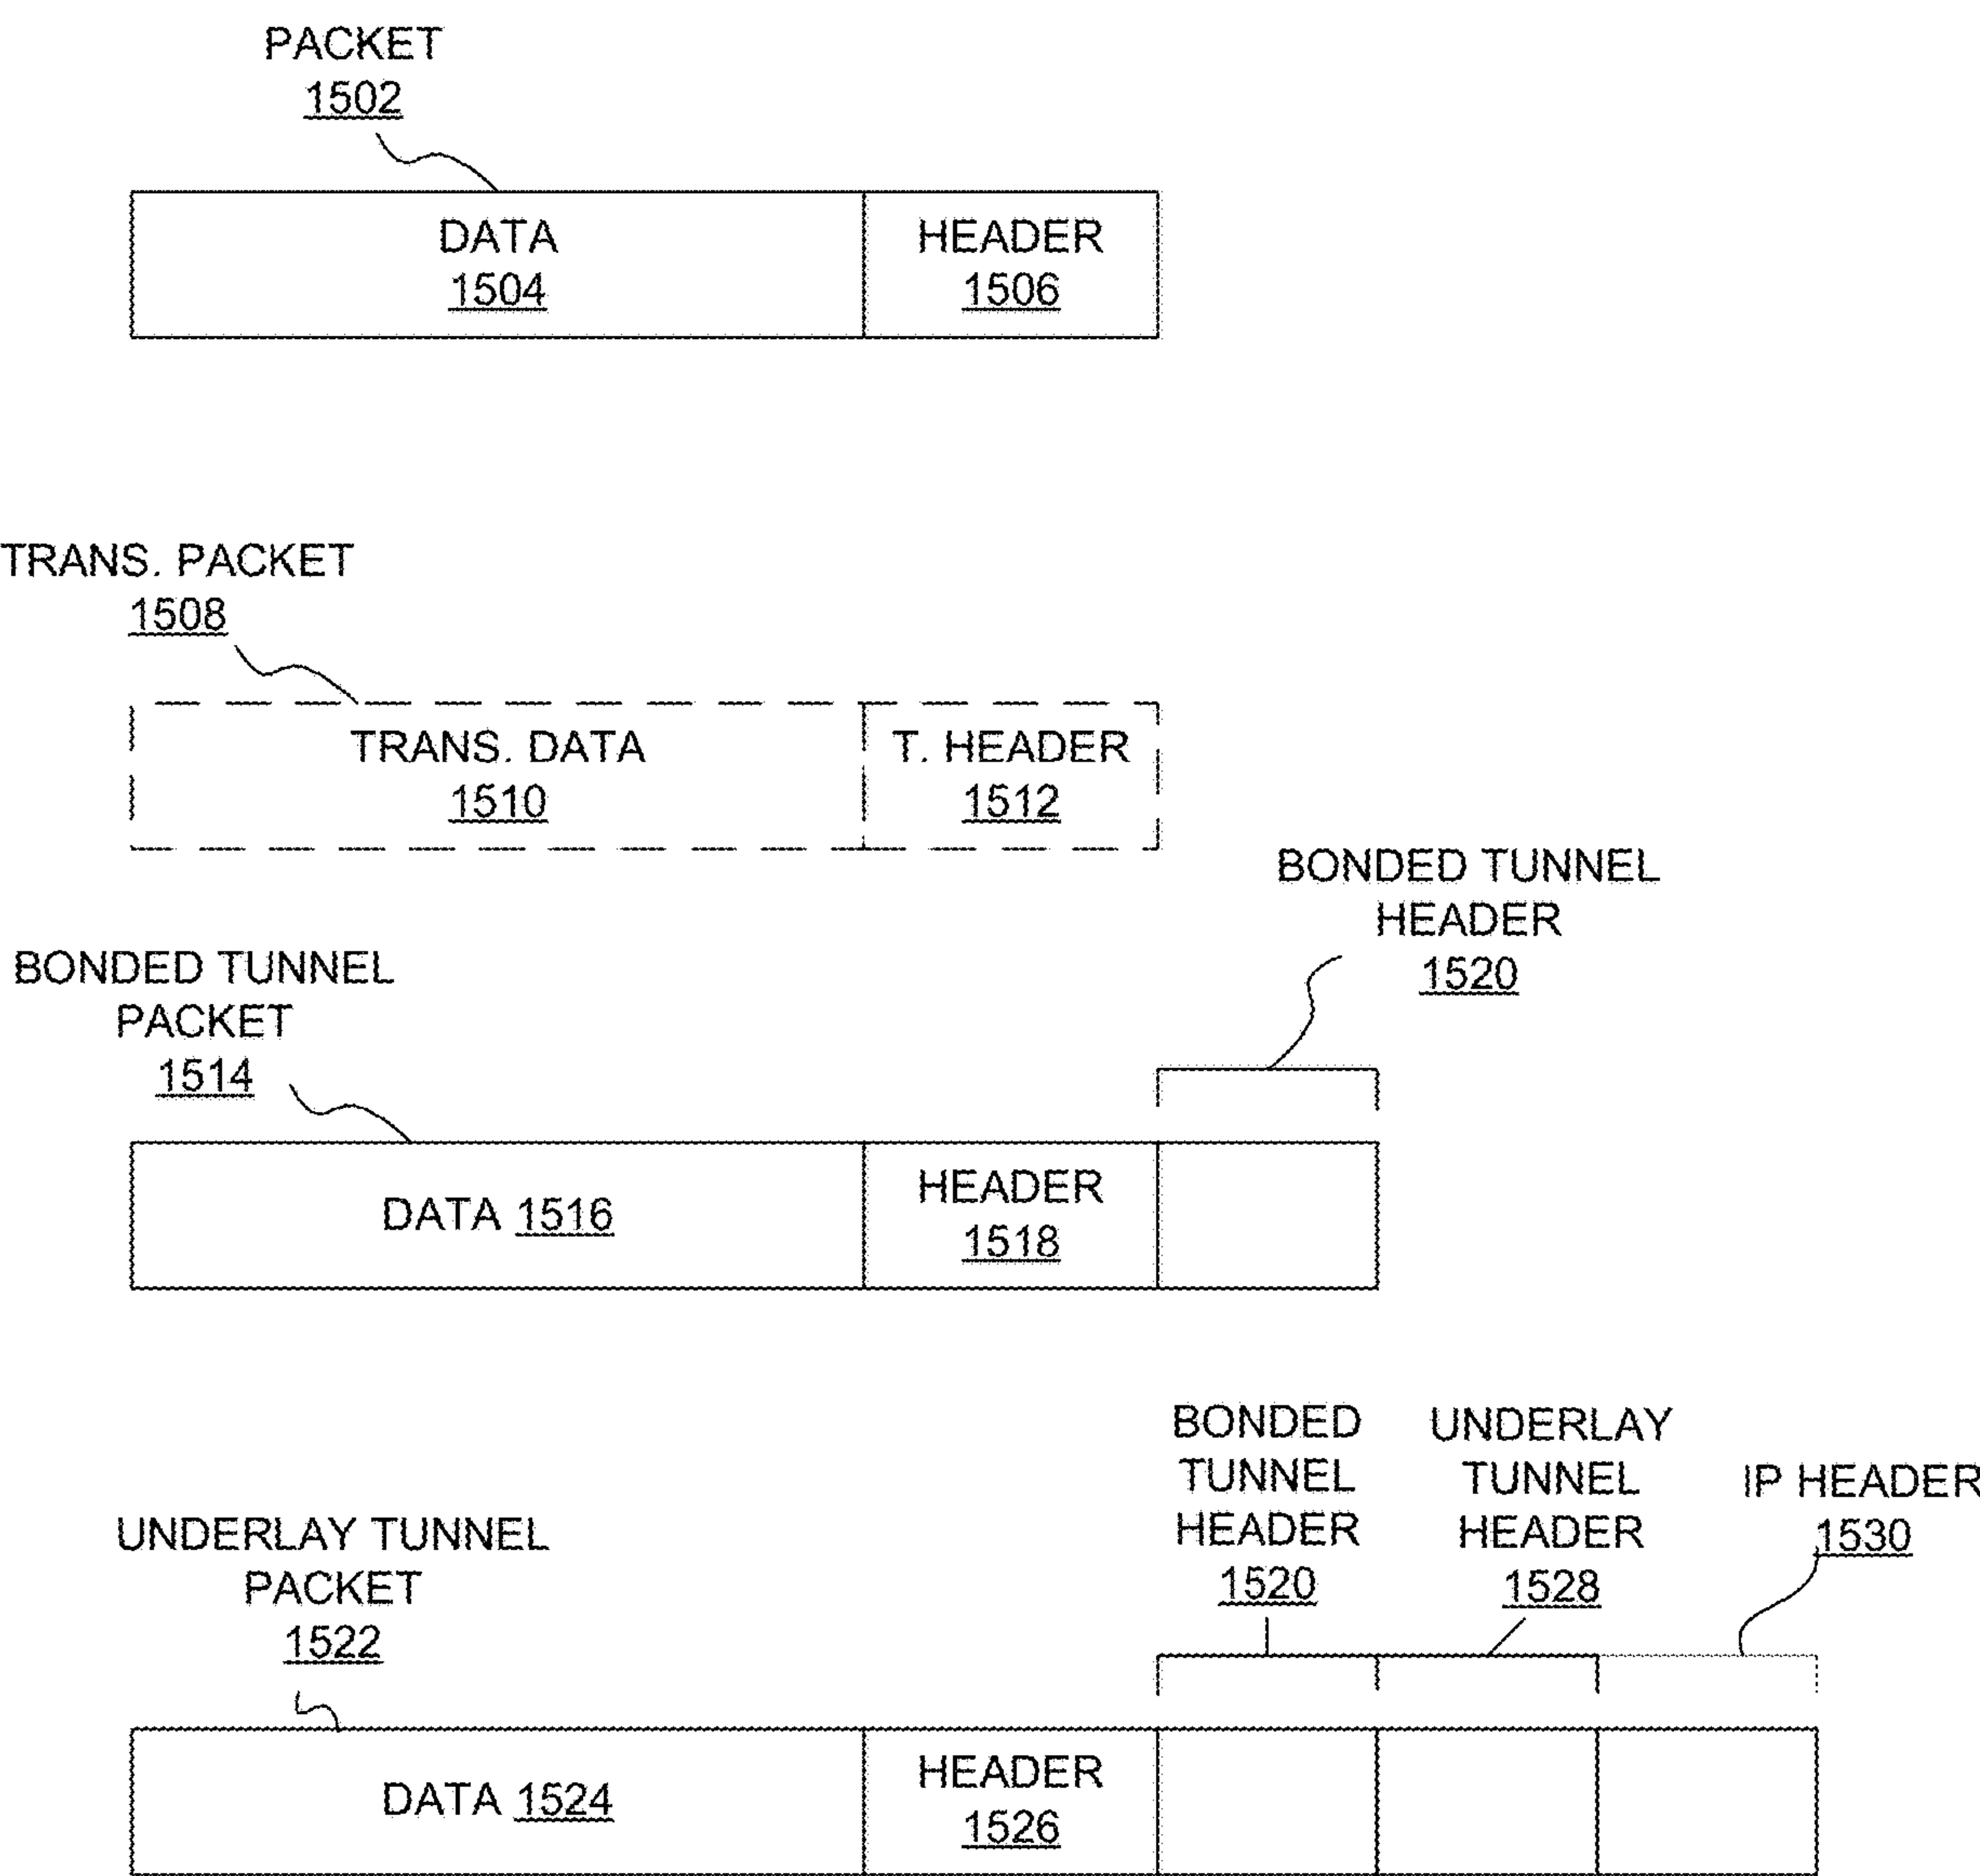 PACKET
1502
DATA
1504
HEADER
1506
TRANS. PACKET
1508
TRANS. DATA
1510
T. HEADER
1512
BONDED TUNNEL
HEADER
1520
BONDED TUNNEL
PACKET
1514
DATA 1516
HEADER
1518
BONDED
TUNNEL
HEADER
1520
UNDERLAY
TUNNEL
HEADER
1528
IP HEADER
1530
UNDERLAY TUNNEL
PACKET
1522
DATA 1524
HEADER
1526